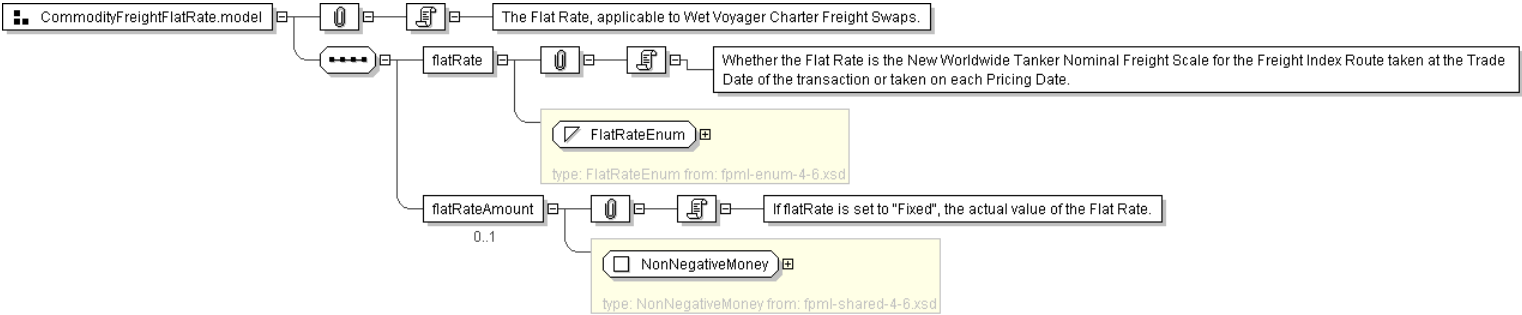 CommodityFreightFlatRate.model
The Flat Rate, applicable to Wet Voyager Charter Freight Swaps.
flatRate
Whether the Flat Rate is the New Worldwide Tanker Nominal Freight Scale for the Freight Index Route taken at the Trade
Date of the transaction or taken on each Pricing Date.
FlatRateEnum
type: FlatRateEnum from: fpml-enum-4-6.xsd
flatRateAmount
If flatRate is set to "Fixed", the actual value of the Flat Rate.
0..1
NonNegativeMoney
type: NonNegativeMoney from: fpml-shared-4-6.xsd